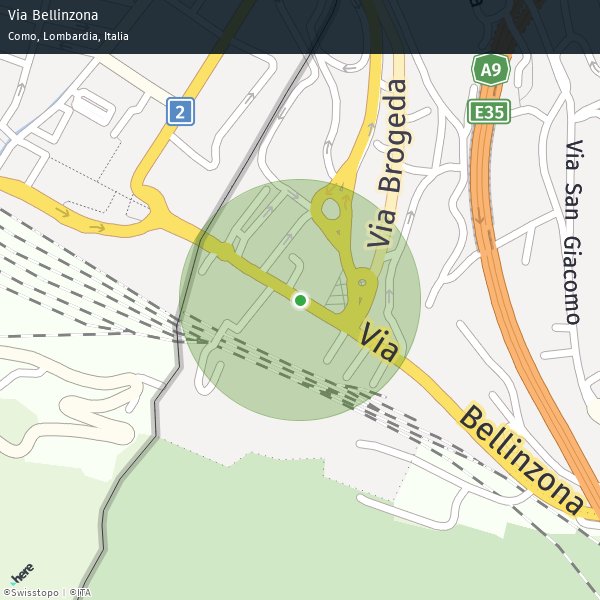 Via Bellinzona
Como, Lombardia, Italia
A9
E35
2
Via Brogeda
Via San Giacomo
Via
Bellinzona
here
©Swisstopo | ©ITA